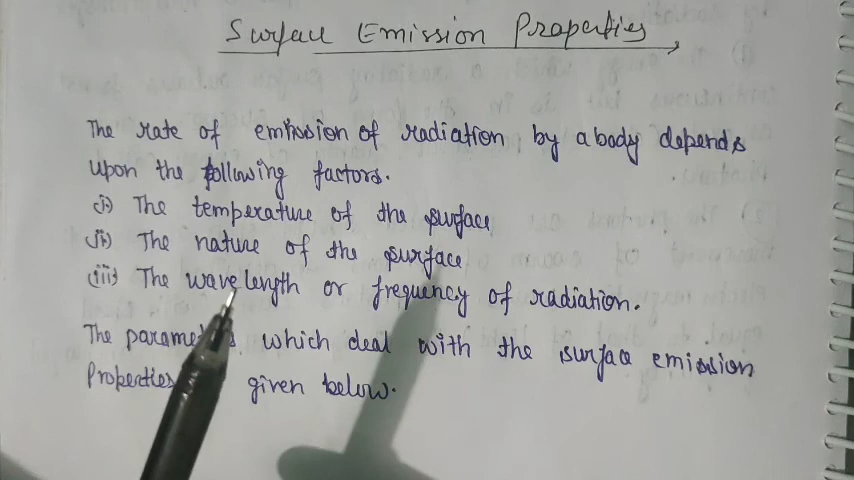 Surface Emission Properties
The rate of emission of radiation by a body depends
upon the following factors.
(i) The temperature of the surface
(ii) The nature of the surface
(iii) The wavelength or frequency of radiation.
The which deal with the surface emission
Properties given below.